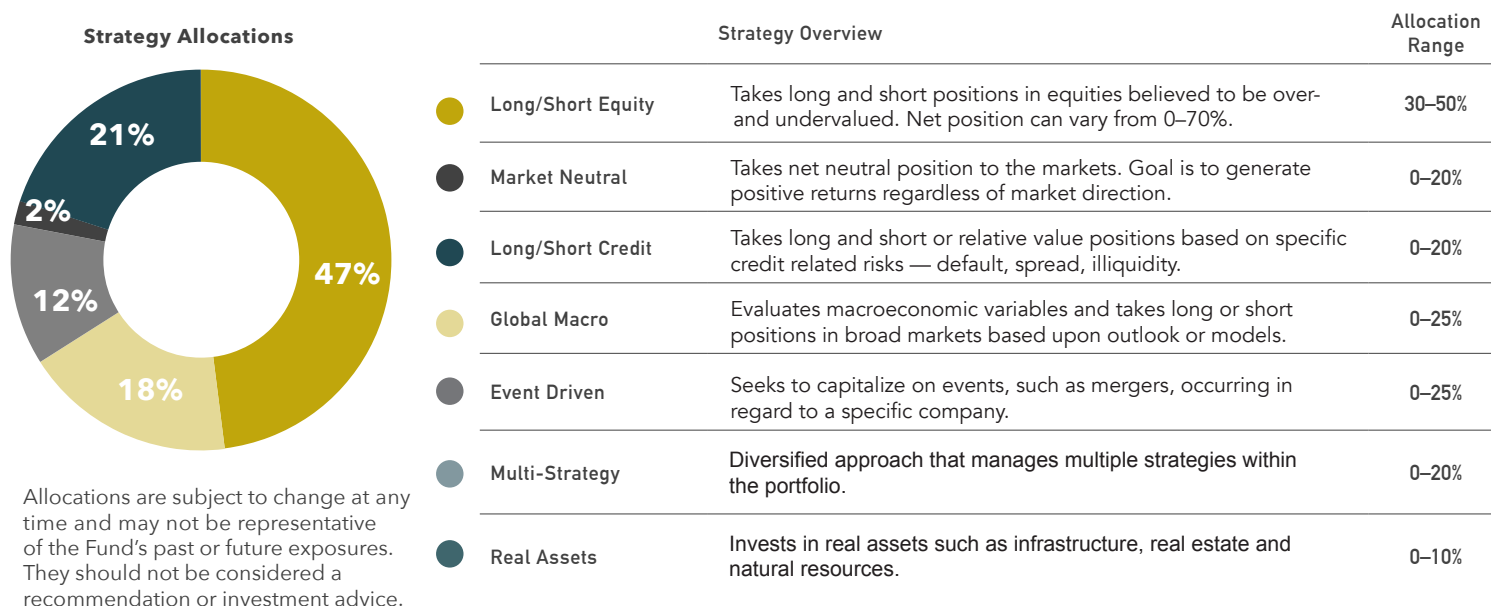 Strategy Allocations
21%
2%
47%
12%
18%
Allocations are subject to change at any
time and may not be representative
of the Fund's past or future exposures.
They should not be considered a
recommendation or investment advice.
Strategy Overview
Allocation
Range
Long/Short Equity
Takes long and short positions in equities believed to be over-
and undervalued. Net position can vary from 0–70%.
30–50%
Market Neutral
Takes net neutral position to the markets. Goal is to generate
positive returns regardless of market direction.
0–20%
Long/Short Credit
Takes long and short or relative value positions based on specific
credit related risks — default, spread, illiquidity.
0–20%
Global Macro
Evaluates macroeconomic variables and takes long or short
positions in broad markets based upon outlook or models.
0–25%
Event Driven
Seeks to capitalize on events, such as mergers, occurring in
regard to a specific company.
0–25%
Multi-Strategy
Diversified approach that manages multiple strategies within
the portfolio.
0–20%
Real Assets
Invests in real assets such as infrastructure, real estate and
natural resources.
0–10%